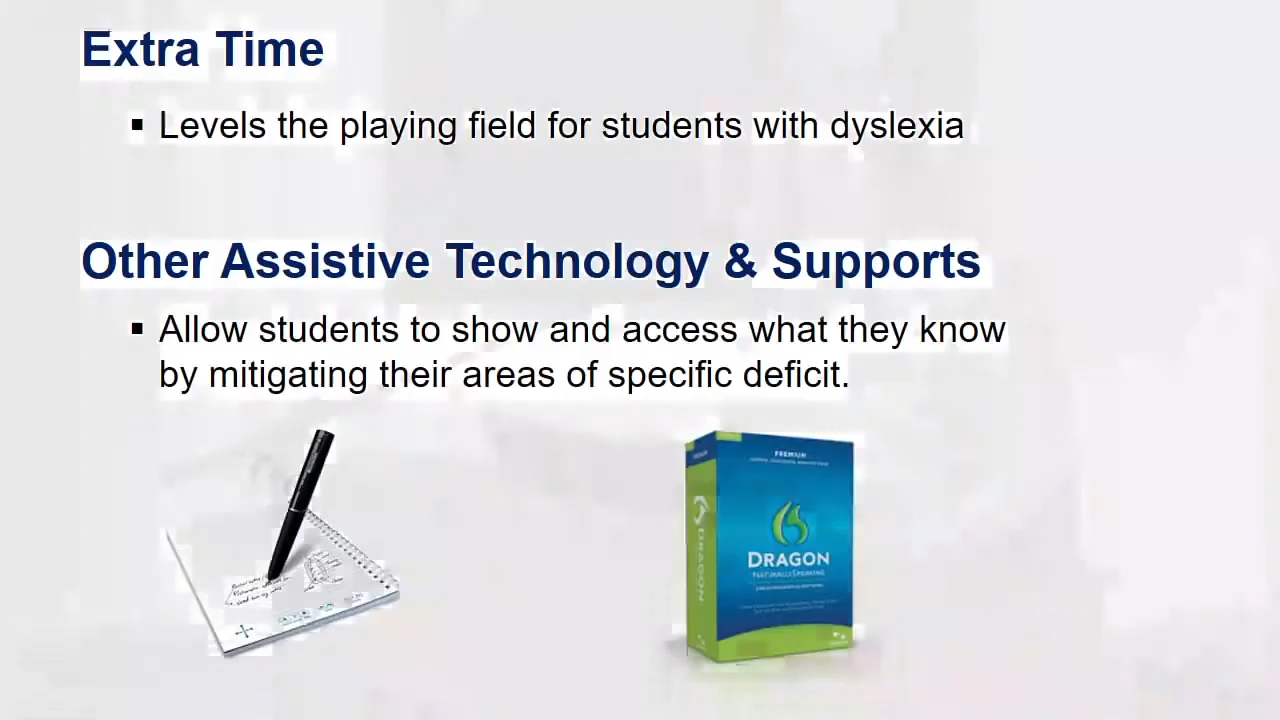 Extra Time
▪ Levels the playing field for students with dyslexia
Other Assistive Technology & Supports
▪ Allow students to show and access what they know
by mitigating their areas of specific deficit.
PREMIUM
DRAGON
NATURALLYSPEAKING
DRAGON